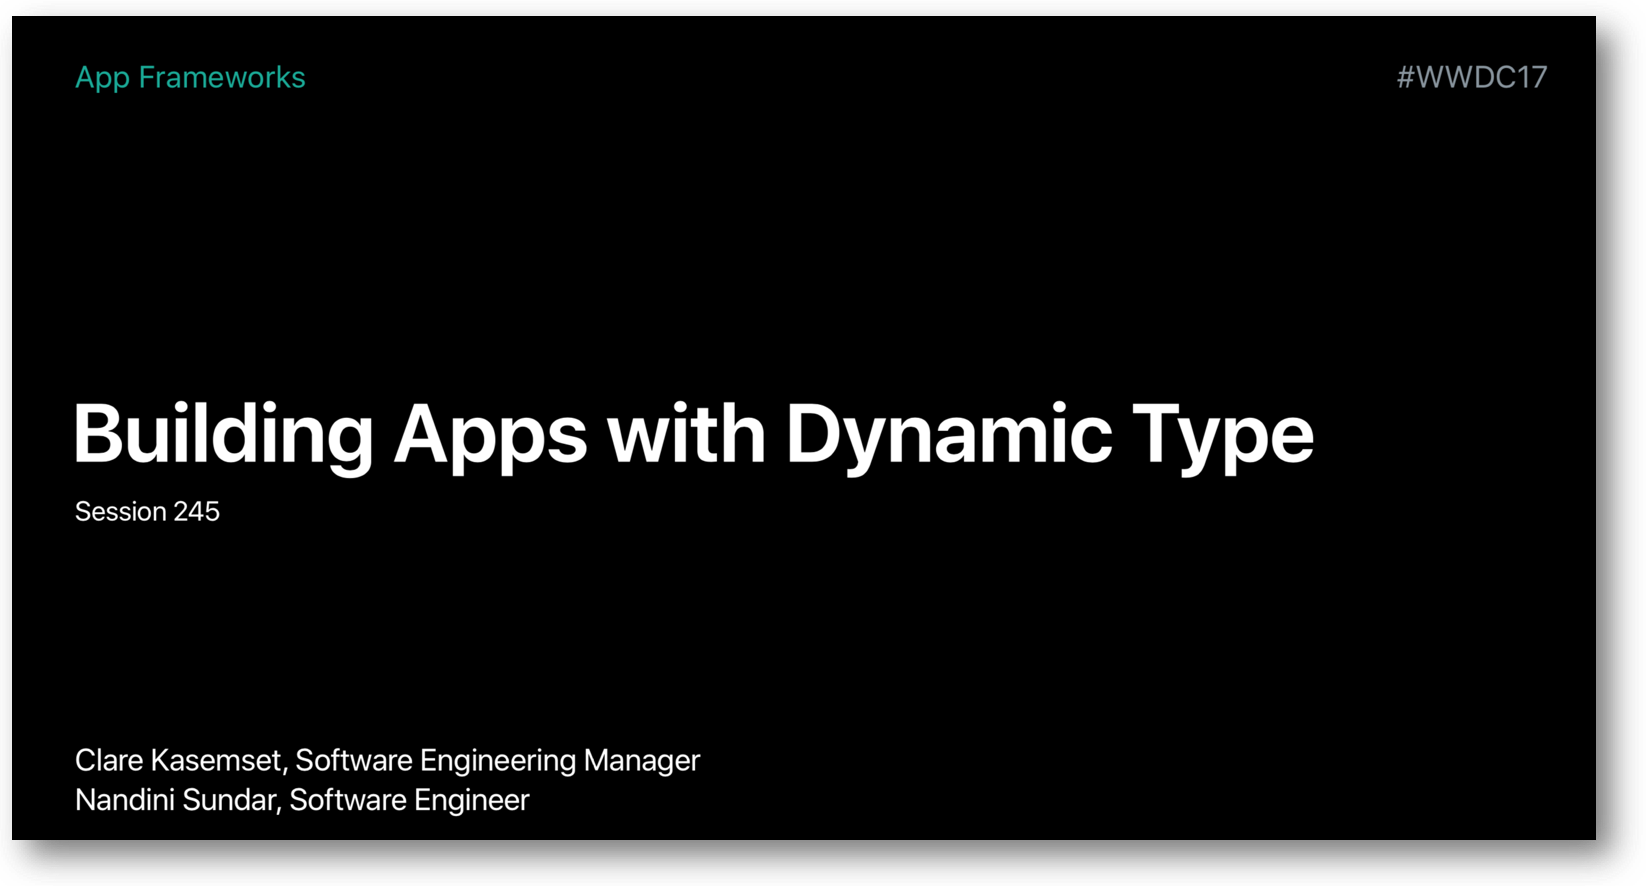 App Frameworks
#WWDC17
Building Apps with Dynamic Type
Session 245
Clare Kasemset, Software Engineering Manager
Nandini Sundar, Software Engineer